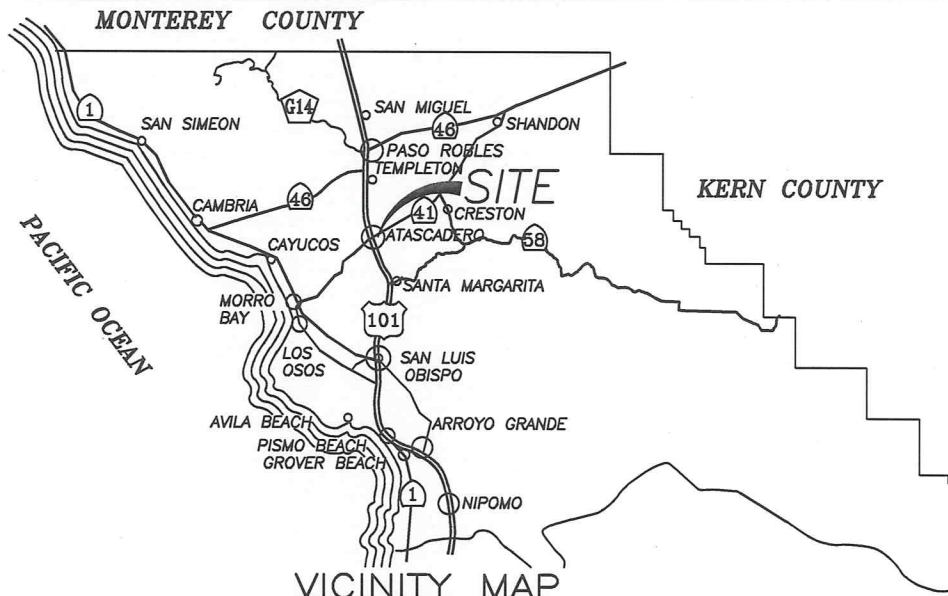 MONTEREY COUNTY
1
G14
SAN MIGUEL
46
SHANDON
SAN SIMEON
PASO ROBLES
TEMPLETON
SITE
KERN COUNTY
46
CAMBRIA
41
CRESTON
ATASCADERO
58
CAYUCOS
PACIFIC OCEAN
SANTA MARGARITA
MORRO
BAY
101
LOS
OSOS
SAN LUIS
OBISPO
AVILA BEACH
ARROYO GRANDE
PISMO BEACH
GROVER BEACH
1
NIPOMO
VICINITY MAP